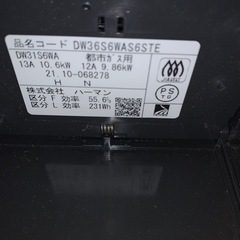 品名コード DW36S6WAS6STE
DW31S6WA 都市ガス用
13A 10.6kW 12A 9.86kW
21.10-068278
H N
株式会社 ハーマン
区分 F 効率 55.6%
区分 L 効率 231Wh
PS
TG